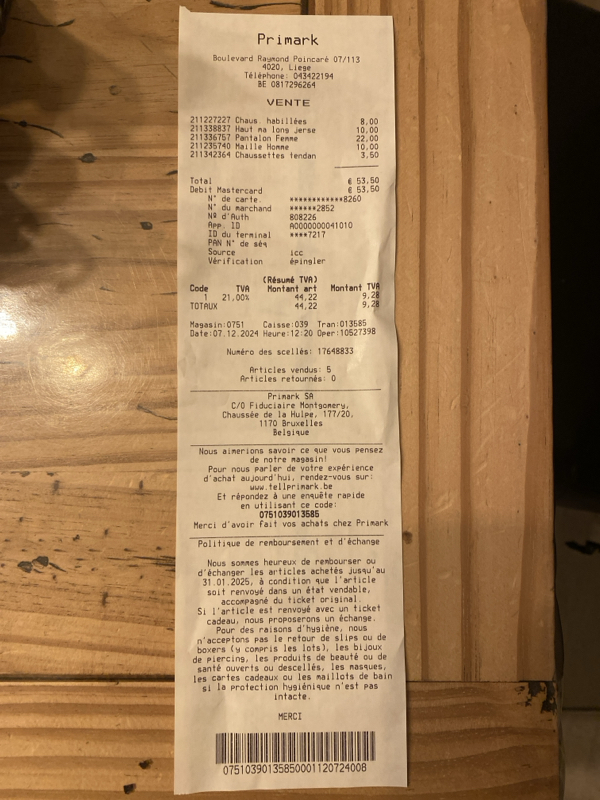 Primark
Boulevard Raymond Poincaré 07/113
4020, Liege
Téléphone: 043422194
BE 0817296264
VENTE
211227227 Chaus. habillées 8,00
211338837 Haut ma long jerse 10,00
211336757 Pantalon Femme 22,00
211235740 Maille Homme 10,00
211342364 Chaussettes tendan 3,50
Total € 53,50
Debit Mastercard € 53,50
N° de carte. ************8260
N° du marchand ******2852
Nº d'Auth 808226
App. ID A0000000041010
ID du terminal ****7217
PAN N° de séq
Source icc
Vérification épingler
(Résumé TVA)
Code TVA Montant art Montant TVA
1 21,00% 44,22 9,28
TOTAUX 44,22 9,28
Magasin:0751 Caisse:039 Tran:013585
Date:07.12.2024 Heure:12:20 Oper:10527398
Numéro des scellés: 17648833
Articles vendus: 5
Articles retournés: 0
Primark SA
C/O Fiduciaire Montgomery,
Chaussée de la Hulpe, 177/20,
1170 Bruxelles
Belgique
Nous aimerions savoir ce que vous pensez
de notre magasin!
Pour nous parler de votre expérience
d'achat aujourd'hui, rendez-vous sur:
www.tellprimark.be
Et répondez à une enquête rapide
en utilisant ce code:
0751039013585
Merci d'avoir fait vos achats chez Primark
Politique de remboursement et d'échange
Nous sommes heureux de rembourser ou
d'échanger les articles achetés jusqu'au
31.01.2025, à condition que l'article
soit renvoyé dans un état vendable,
accompagné du ticket original.
Si l'article est renvoyé avec un ticket
cadeau, nous proposerons un échange.
Pour des raisons d'hygiène, nous
n'acceptons pas le retour de slips ou de
boxers (y compris les lots), les bijoux
de piercing, les produits de beauté ou de
santé ouverts ou descellés, les masques,
les cartes cadeaux ou les maillots de bain
si la protection hygiénique n'est pas
intacte.
MERCI
07510390135850001120724008